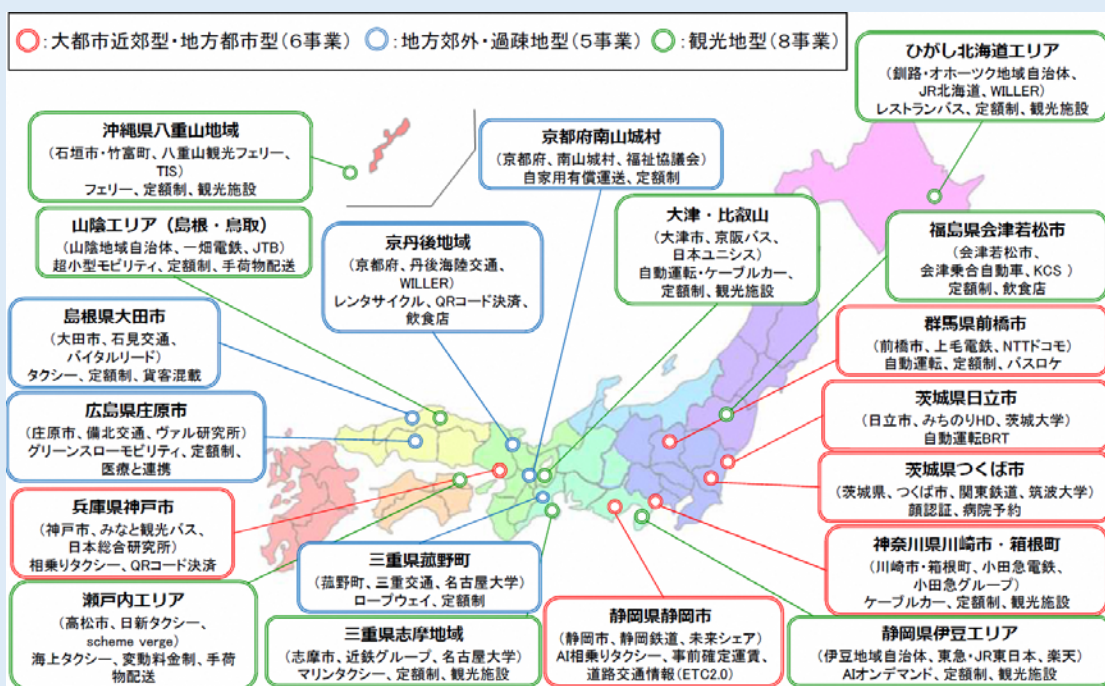 ○:大都市近郊型・地方都市型(6事業) ○:地方郊外・過疎地型(5事業) ○:観光地型(8事業)
ひがし北海道エリア
(釧路・オホーツク地域自治体、
JR北海道、WILLER)
レストランバス、定額制、観光施設
沖縄県八重山地域
(石垣市・竹富町、八重山観光フェリー、
TIS)
フェリー、定額制、観光施設
京都府南山城村
(京都府、南山城村、福祉協議会)
自家用有償運送、定額制
山陰エリア(島根・鳥取)
(山陰地域自治体、一畑電鉄、JTB)
超小型モビリティ、定額制、手荷物配送
京丹後地域
(京都府、丹後海陸交通、
WILLER)
レンタサイクル、QRコード決済、
飲食店
大津・比叡山
(大津市、京阪バス、
日本ユニシス)
自動運転・ケーブルカー、
定額制、観光施設
福島県会津若松市
(会津若松市、
会津乗合自動車、KCS)
定額制、飲食店
島根県大田市
(大田市、石見交通、
バイタルリード)
タクシー、定額制、貨客混載
群馬県前橋市
(前橋市、上毛電鉄、NTTドコモ)
自動運転、定額制、バスロケ
広島県庄原市
(庄原市、備北交通、ヴァル研究所)
グリーンスローモビリティ、定額制、
医療と連携
茨城県日立市
(日立市、みちのりHD、茨城大学)
自動運転BRT
茨城県つくば市
(茨城県、つくば市、関東鉄道、筑波大学)
顔認証、病院予約
兵庫県神戸市
(神戸市、みなと観光バス、
日本総合研究所)
相乗りタクシー、QRコード決済
神奈川県川崎市・箱根町
(川崎市・箱根町、小田急電鉄、
小田急グループ)
ケーブルカー、定額制、観光施設
三重県菰野町
(菰野町、三重交通、名古屋大学)
ロープウェイ、定額制
瀬戸内エリア
(高松市、日新タクシー、
scheme verge)
海上タクシー、変動料金制、手荷
物配送
三重県志摩地域
(志摩市、近鉄グループ、名古屋大学)
マリンタクシー、定額制、観光施設
静岡県静岡市
(静岡市、静岡鉄道、未来シェア)
AI相乗りタクシー、事前確定運賃、
道路交通情報(ETC2.0)
静岡県伊豆エリア
(伊豆地域自治体、東急・JR東日本、楽天)
AIオンデマンド、定額制、観光施設